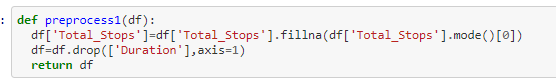 : def preprocess1(df):
    df['Total_Stops']=df['Total_Stops'].fillna(df['Total_Stops'].mode()[0])
    df=df.drop(['Duration'],axis=1)
    return df